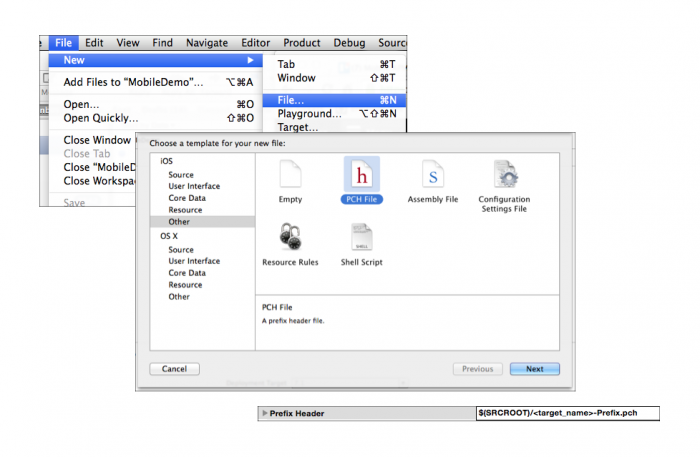 File Edit View Find Navigate Editor Product Debug Sourc
New
Tab ⌘T
Window ⇧⌘T
Add Files to “MobileDemo”... ⌥⌘A
File... ⌘N
Open... ⌘O
Playground... ⌥⇧⌘N
Open Quickly... ⇧⌘O
Target...
Close Window
Close Tab
Close “MobileD
Close Workspa
Save
Choose a template for your new file:
iOS
Source
User Interface
Core Data
Resource
Other
OS X
Source
User Interface
Core Data
Resource
Other
h
S
Empty
PCH File
Assembly File
Configuration
Settings File
SHELL
Resource Rules
Shell Script
PCH File
A prefix header file.
Cancel
Previous
Next
Prefix Header
$(SRCROOT)/<target_name>-Prefix.pch